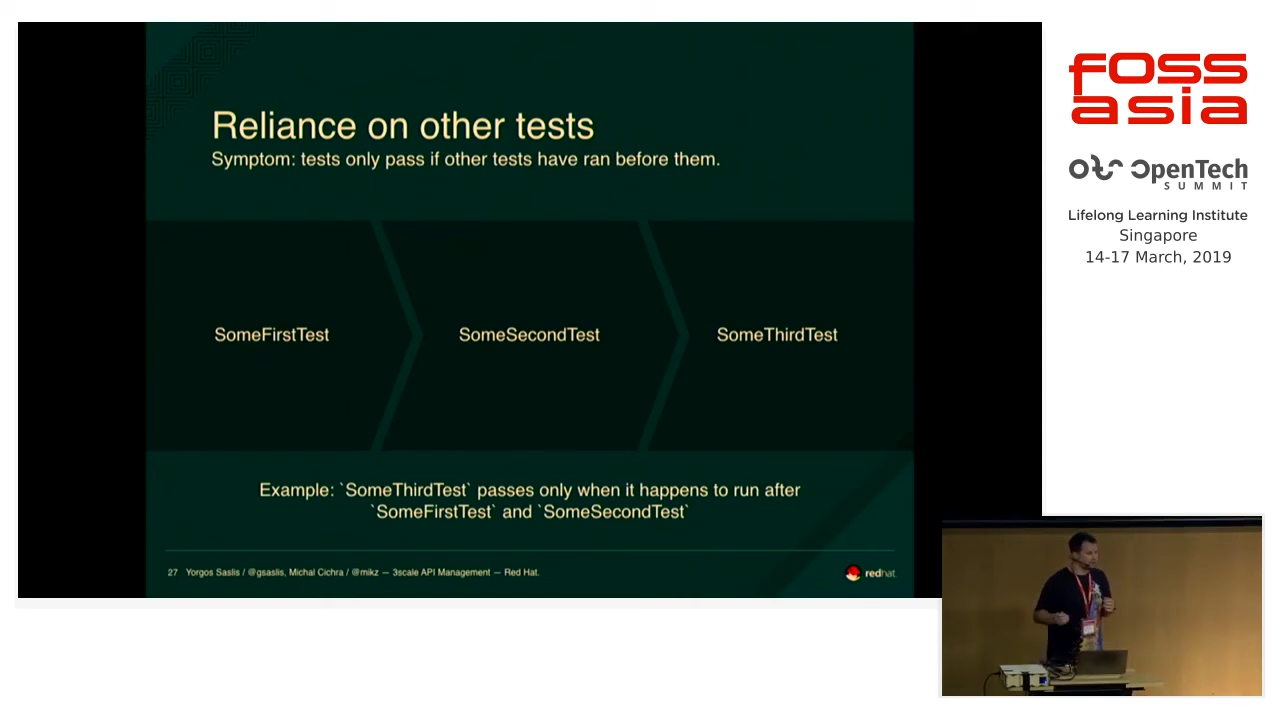 Reliance on other tests
Symptom: tests only pass if other tests have ran before them.
SomeFirstTest
SomeSecondTest
SomeThirdTest
Example: `SomeThirdTest` passes only when it happens to run after
`SomeFirstTest` and `SomeSecondTest`
27 Yorgos Saslis / @gsaslis, Michal Cichra / @mikz — 3scale API Management — Red Hat.
redhat.
foss
asia
OpenTech
SUMMIT
Lifelong Learning Institute
Singapore
14-17 March, 2019